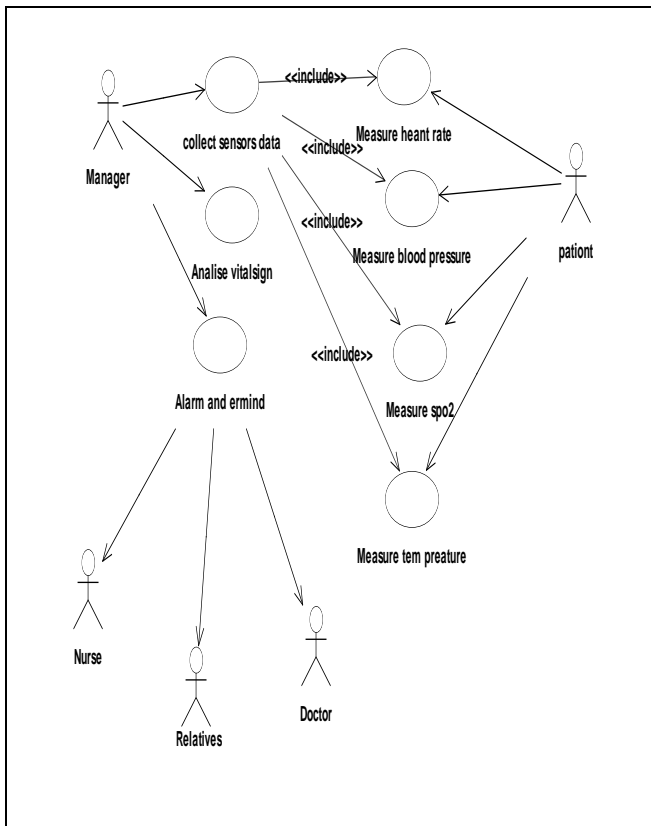 <<include>>
collect sensors data
Measure heant rate
Manager
<<include>>
<<include>>
Analise vitalsign
Measure blood pressure
pationt
<<include>>
Alarm and ermind
Measure spo2
Measure tem preature
Nurse
Relatives
Doctor